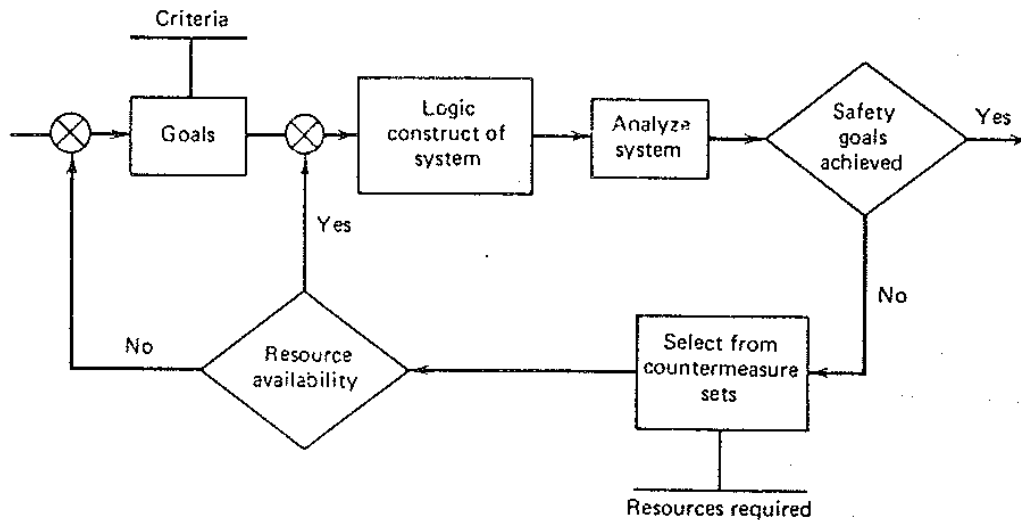 Criteria
Goals
Logic
construct of
system
Analyze
system
Safety
goals
achieved
Yes
No
Yes
Select from
countermeasure
sets
Resource
availability
No
Resources required